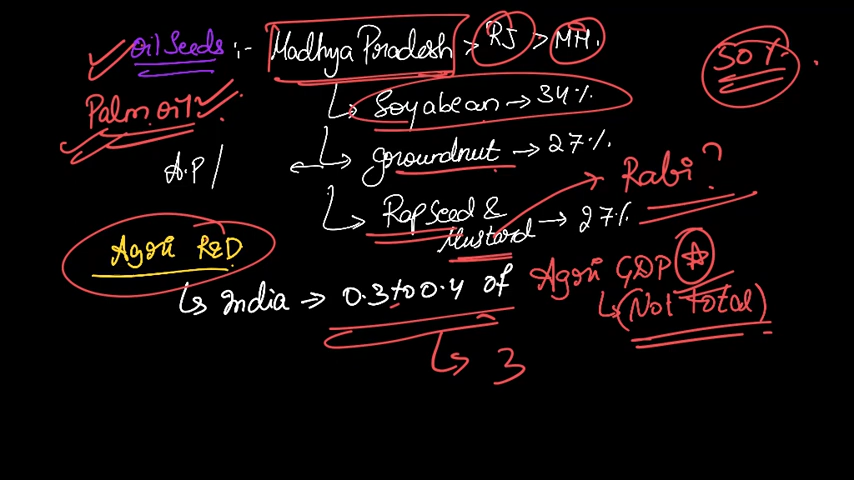 Oil Seeds :- Madhya Pradesh > RJ > MH.
50%.
Palm oil
Soyabean → 34%
A.P/
groundnut → 27%.
Rabi?
Rapseed &
Mustard → 27%
Agri R&D
India → 0.3 to 0.4 of Agri GDP
(Not Total)
3